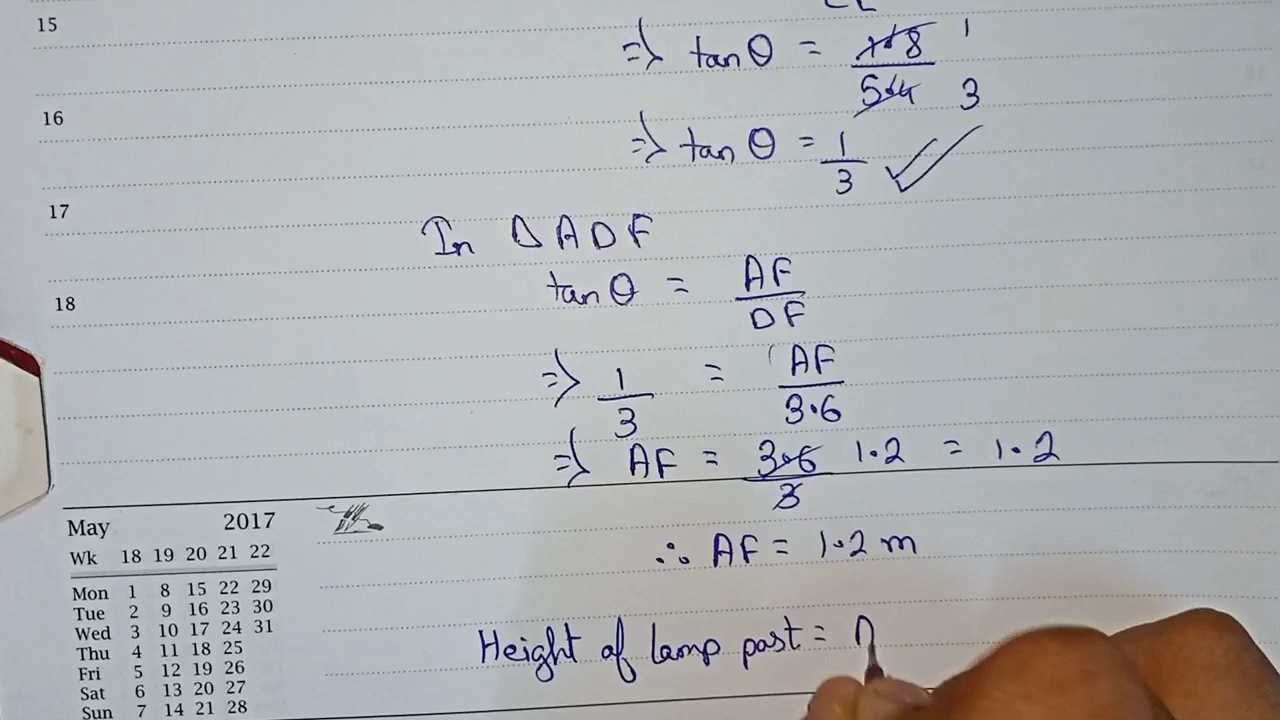 15
⇒ tan θ = 1.8/5.4 1/3
16
⇒ tan θ = 1/3 ✓
17
In Δ ADF
tan θ = AF/DF
18
⇒ 1/3 = AF/3.6
⇒ AF = 3.6/3 1.2 = 1.2
May 2017
∴ AF = 1.2 m
Wk 18 19 20 21 22
Mon 1 8 15 22 29
Tue 2 9 16 23 30
Wed 3 10 17 24 31
Thu 4 11 18 25
Fri 5 12 19 26
Sat 6 13 20 27
Sun 7 14 21 28
Height of lamp post =